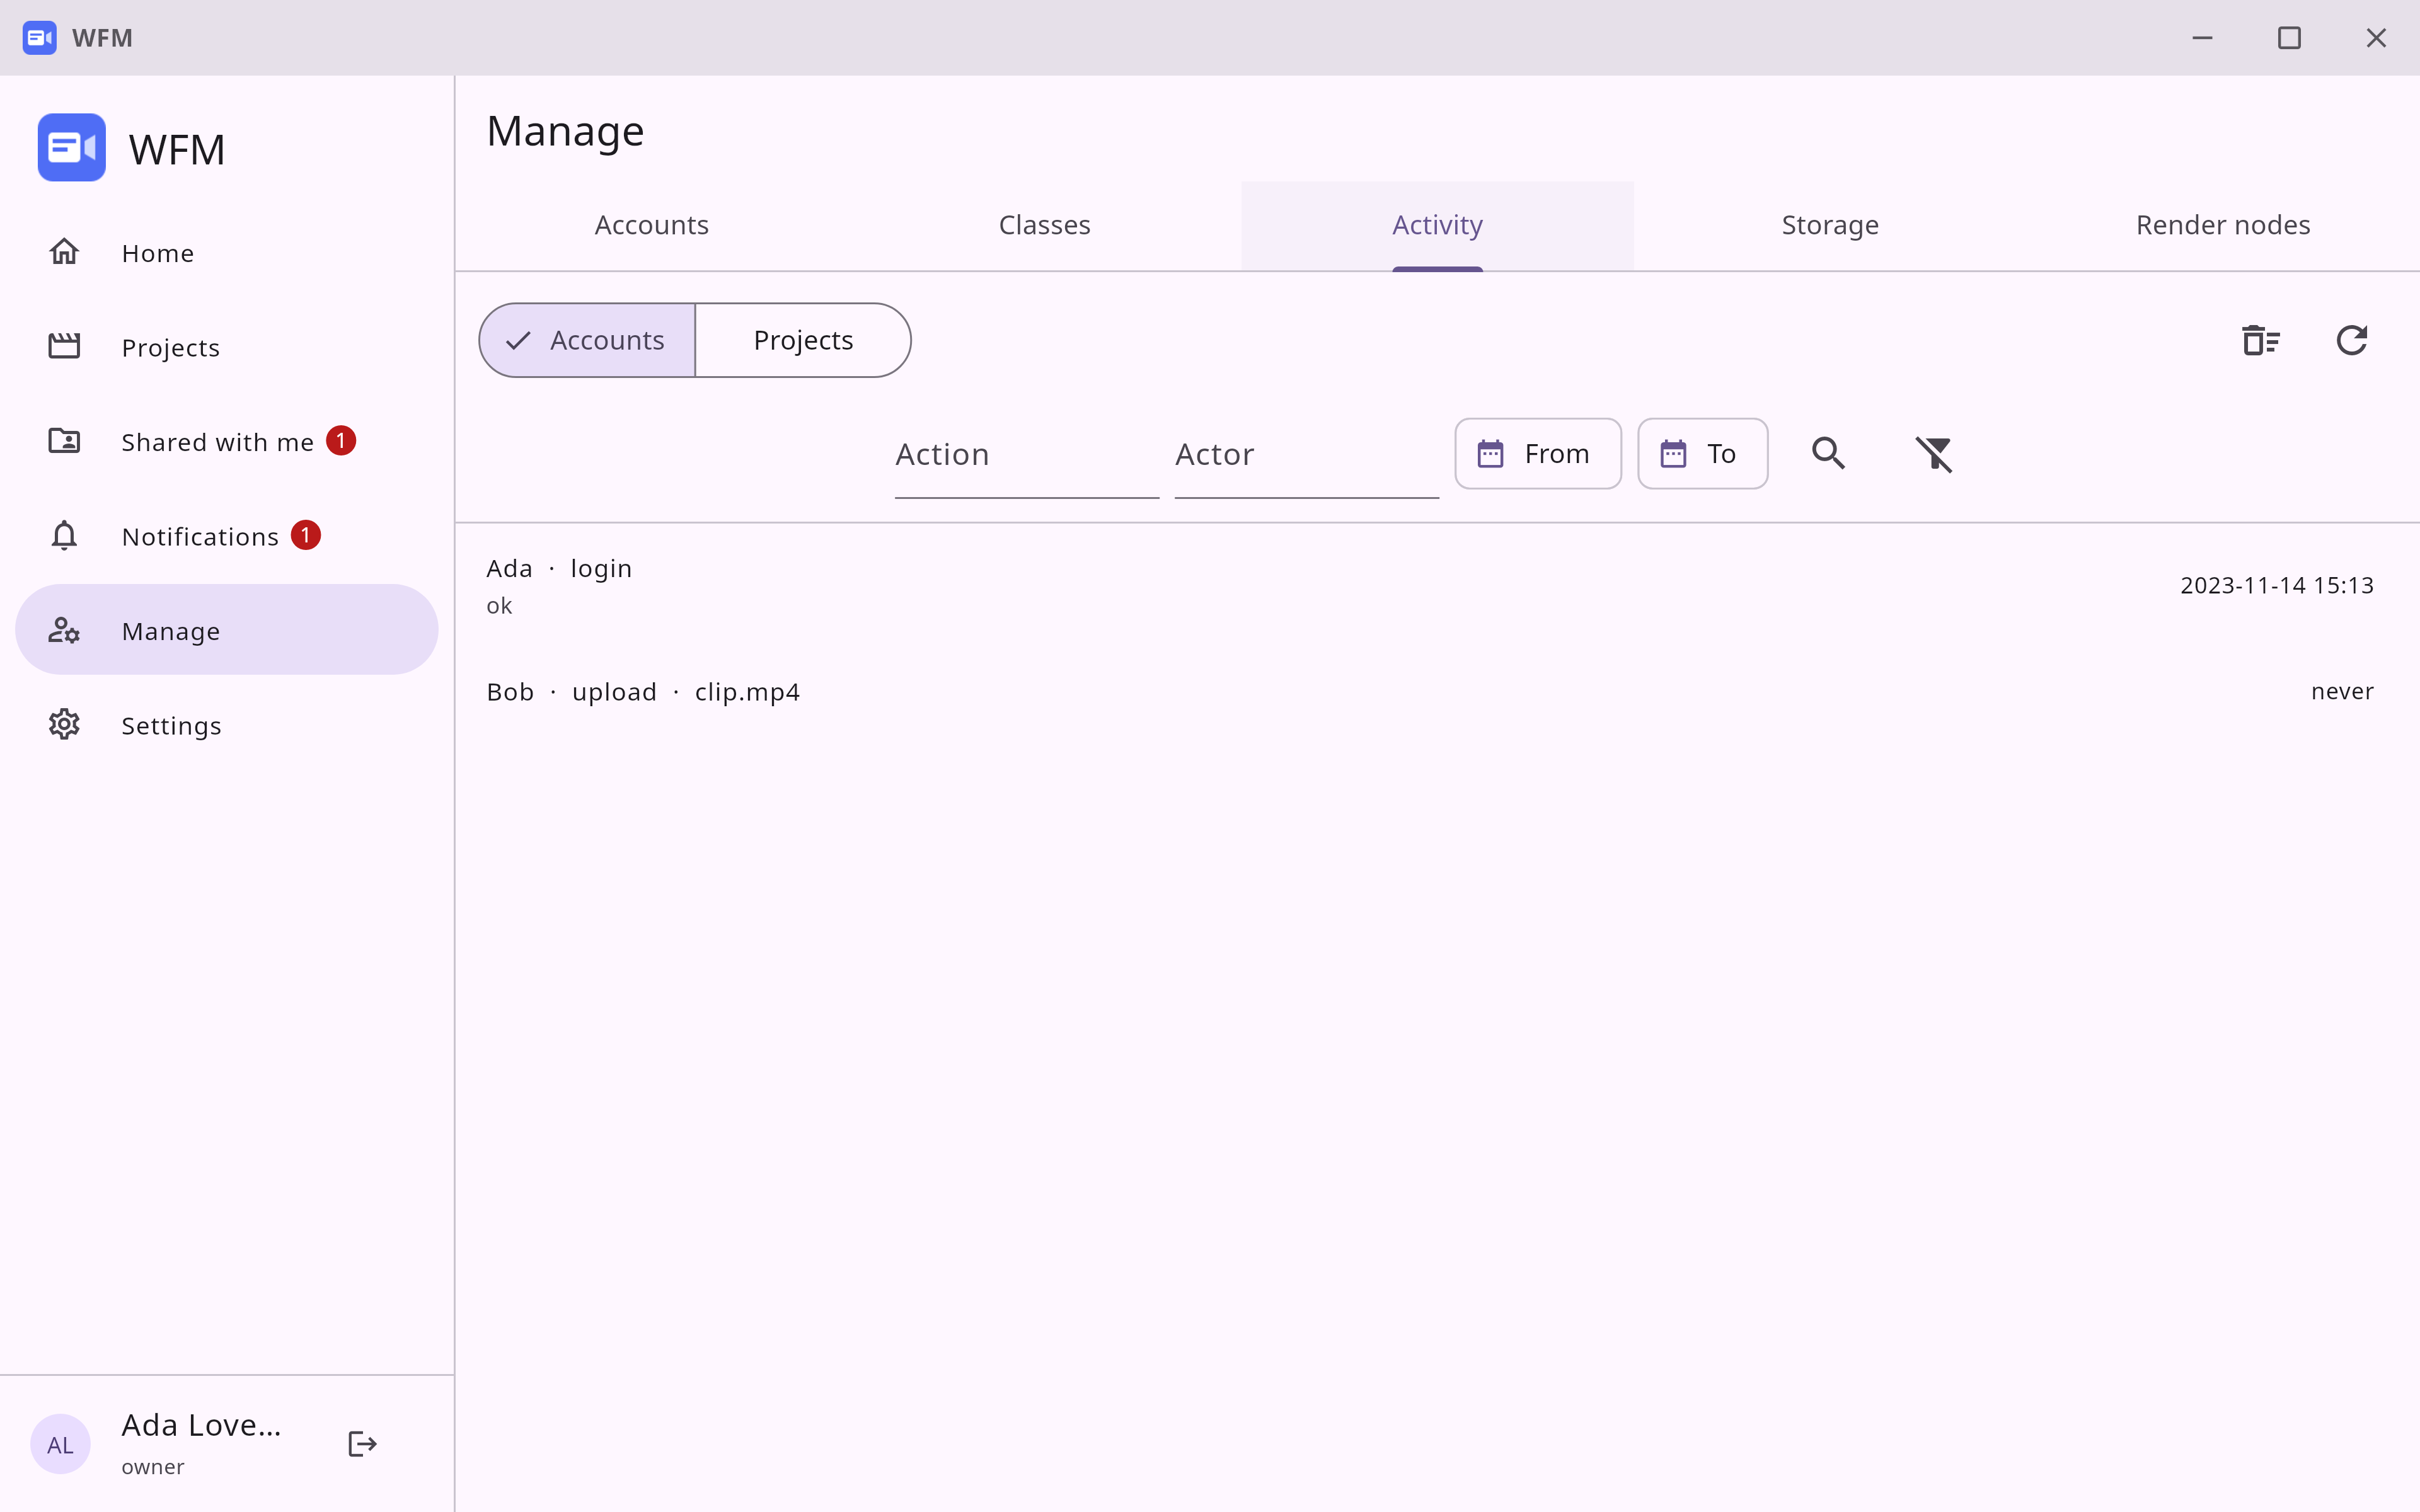 WFM
WFM
Home
Projects
Shared with me 1
Notifications 1
Manage
Settings
Ada Love...
owner
AL
Manage
Accounts Classes Activity Storage Render nodes
Accounts Projects
Action Actor From To
Ada · login
ok
2023-11-14 15:13
Bob · upload · clip.mp4
never